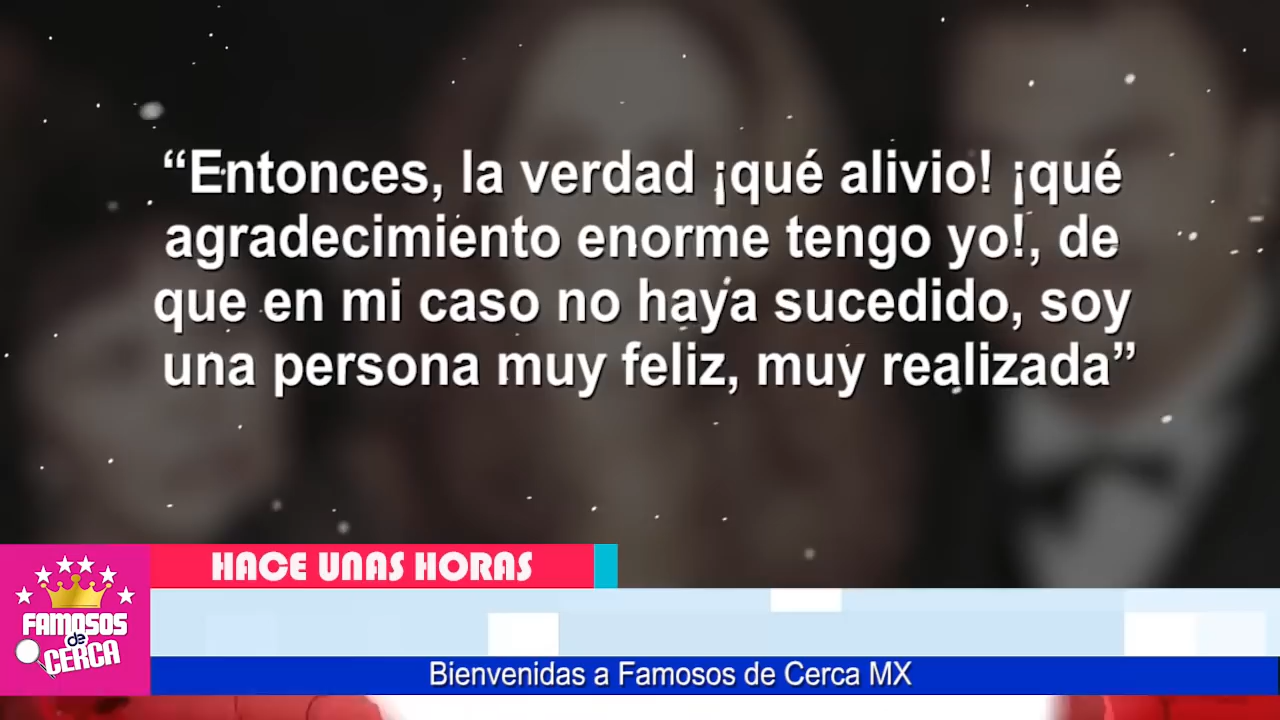 “Entonces, la verdad ¡qué alivio! ¡qué
agradecimiento enorme tengo yo!, de
que en mi caso no haya sucedido, soy
una persona muy feliz, muy realizada”
HACE UNAS HORAS
FAMOSOS
de
CERCA
Bienvenidas a Famosos de Cerca MX